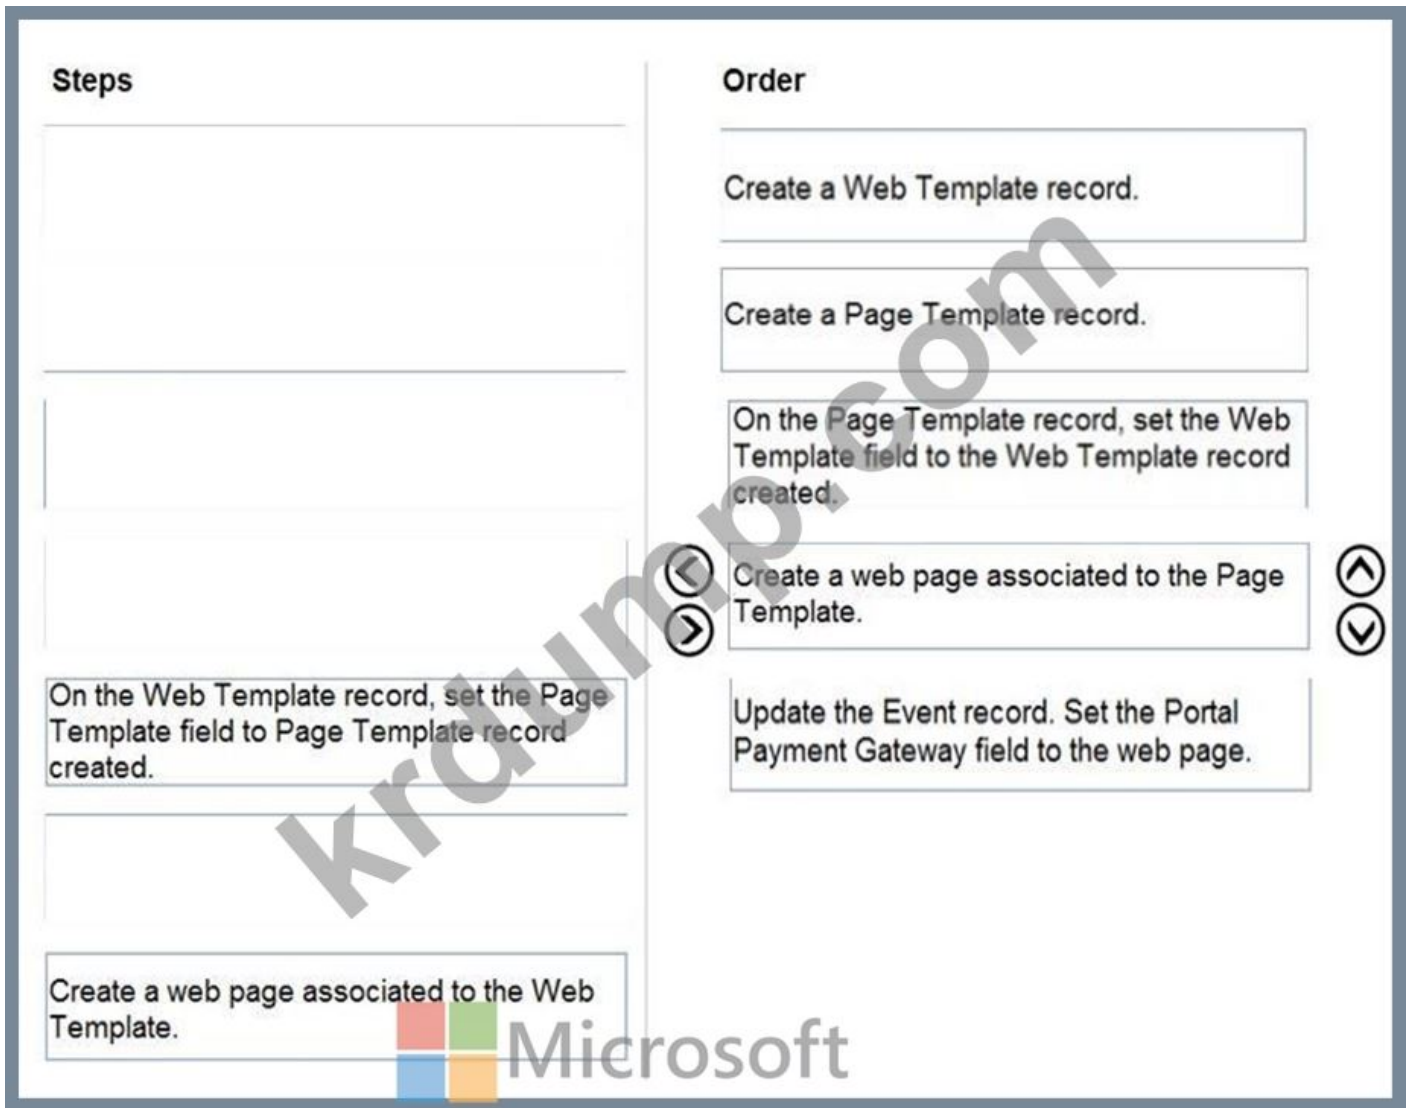 Steps
Order
Create a Web Template record.
Create a Page Template record.
On the Page Template record, set the Web
Template field to the Web Template record
created.
Create a web page associated to the Page
Template.
On the Web Template record, set the Page
Template field to Page Template record
created.
Update the Event record. Set the Portal
Payment Gateway field to the web page.
Create a web page associated to the Web
Template.
krdump.com
Microsoft